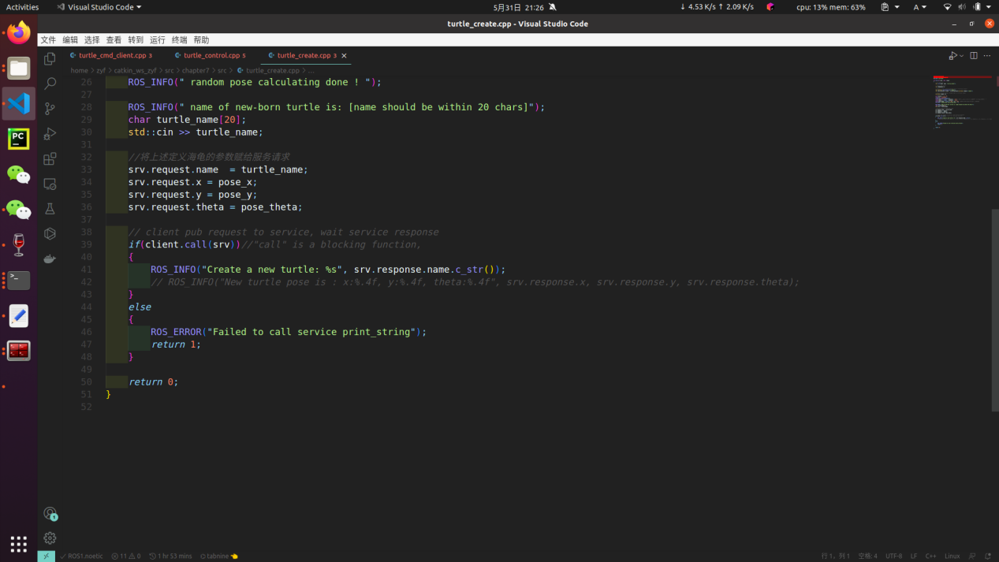 Activities
Visual Studio Code
5月31日 21:26
↓ 4.53 K/s ↑ 2.09 K/s
cpu: 13% mem: 63%
A
turtle_create.cpp - Visual Studio Code
文件 编辑 选择 查看 转到 运行 终端 帮助
turtle_cmd_client.cpp 3
turtle_control.cpp 5
turtle_create.cpp 3
home > zyf > catkin_ws_zyf > src > chapter7 > src > turtle_create.cpp > ...
26 ROS_INFO(" random pose calculating done ! ");
27
28 ROS_INFO(" name of new-born turtle is: [name should be within 20 chars]");
29 char turtle_name[20];
30 std::cin >> turtle_name;
31
32 //将上述定义海龟的参数赋给服务请求
33 srv.request.name  = turtle_name;
34 srv.request.x = pose_x;
35 srv.request.y = pose_y;
36 srv.request.theta = pose_theta;
37
38 // client pub request to service, wait service response
39 if(client.call(srv))//"call" is a blocking function,
40 {
41 ROS_INFO("Create a new turtle: %s", srv.response.name.c_str());
42 // ROS_INFO("New turtle pose is : x:%.4f, y:%.4f, theta:%.4f", srv.response.x, srv.response.y, srv.response.theta);
43 }
44 else
45 {
46 ROS_ERROR("Failed to call service print_string");
47 return 1;
48 }
49
50 return 0;
51 }
52
PC
1
ROS1.noetic
11
0
1 hr 53 mins
tabnine
行 1，列 1
空格: 4
UTF-8
LF
C++
Linux